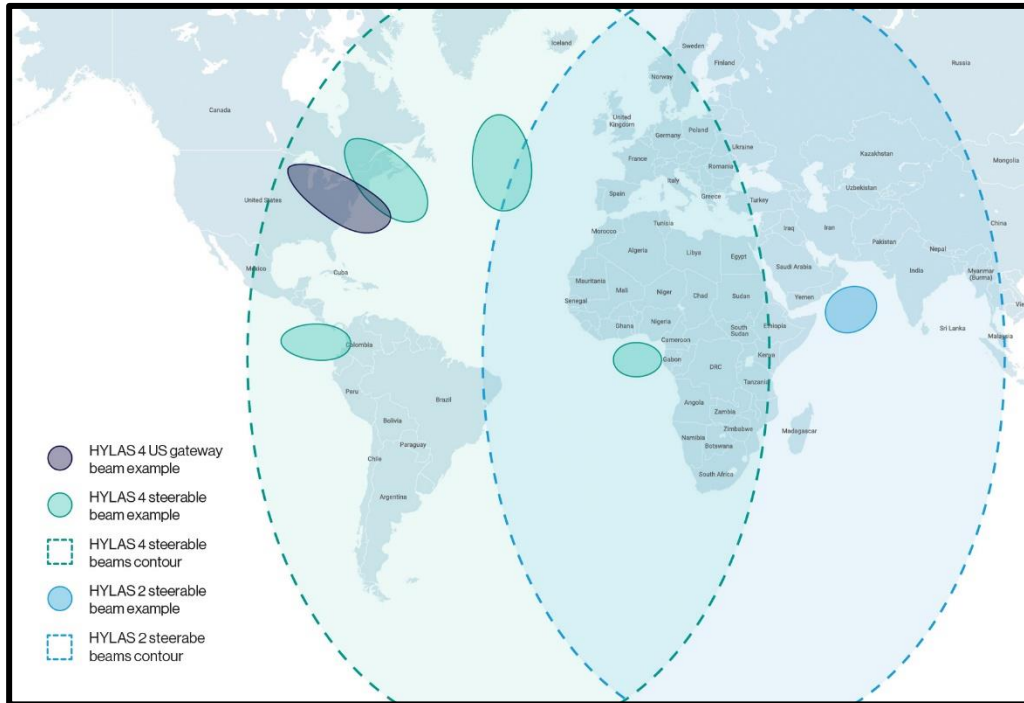 Iceland
Sweden
Finland
Russia
Norway
Canada
United
Kingdom
Poland
Germany
Ukraine
Kazakhstan
France
Mongolia
Romania
Italy
Uzbekistan
Spain
Greece
Turkey
United States
Tunisia
China
Morocco
Iraq
Iran
Algeria
Libya
Egypt
Pakistan
Nepal
Mexico
Saudi Arabia
India
Myanmar
(Burma)
Cuba
Mauritania
Mali
Niger
Chad
Sudan
Yemen
Senegal
Vie
Ghana
Nigeria
South
Sudan
Ethiopia
Sri Lanka
Malaysia
Colombia
Cameroon
Gabon
Kenya
DRC
Tanzania
Peru
Brazil
Angola
Zambia
Bolivia
Zimbabwe
Madagascar
Namibia
Botswana
Paraguay
Chile
South Africa
Argentina
HYLAS 4 US gateway
beam example
HYLAS 4 steerable
beam example
HYLAS 4 steerable
beams contour
HYLAS 2 steerable
beam example
HYLAS 2 steerabe
beams contour